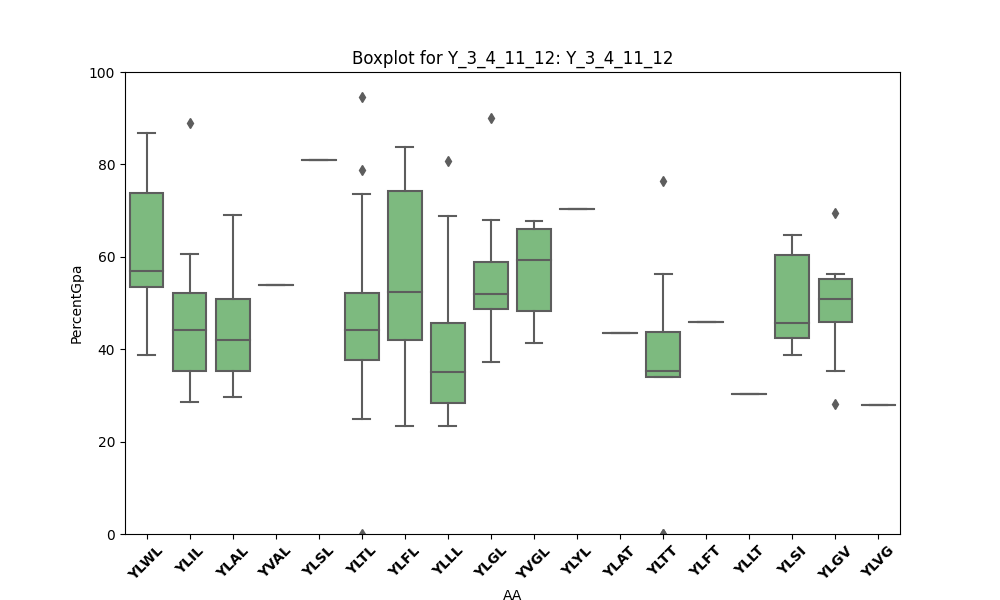 Boxplot for Y_3_4_11_12: Y_3_4_11_12
100
80
60
40
20
0
PercentGpa
YLWL YLIL YLAL YVAL YLSL YLTL YLFL YLLL YLGL YVGL YLYL YLAT YLTT YLFT YLLT YLSI YLGV YLVG
AA